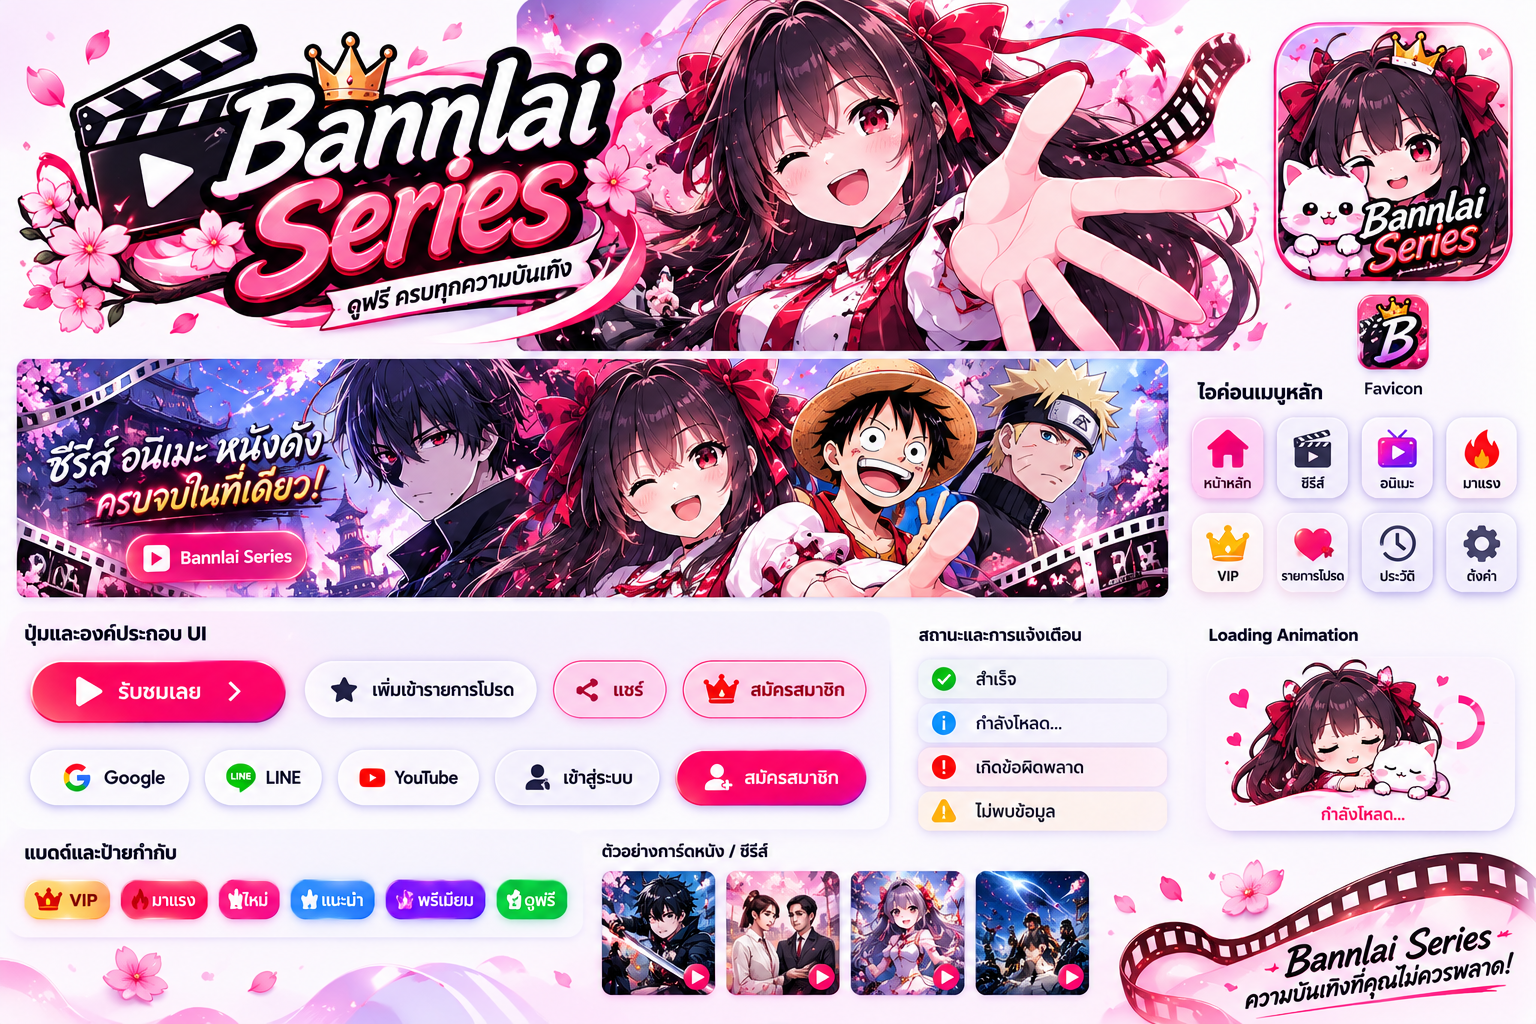 Bannlai
Series
ดูฟรี ครบทุกความบันเทิง
Bannlai
Series
B
Favicon
ซีรีส์ อนิเมะ หนังดัง
ครบจบในที่เดียว!
Bannlai Series
ไอค่อนเมบูหลัก
หน้าหลัก
ซีรีส์
อนิเมะ
มาแรง
VIP
รายการโปรด
ประวัติ
ตั้งค่า
ปุ่มและองค์ประกอบ UI
รับชมเลย
เพิ่มเข้ารายการโปรด
แชร์
สมัครสมาชิก
Google
LINE
LINE
YouTube
เข้าสู่ระบบ
สมัครสมาชิก
สถานะและการแจ้งเตือน
สำเร็จ
กำลังโหลด...
เกิดข้อผิดพลาด
ไม่พบข้อมูล
Loading Animation
กำลังโหลด...
แบดด์และป้ายกำกับ
VIP
มาแรง
ใหม่
แนะนำ
พรีเมียม
ดูฟรี
ตัวอย่างการ์ดหนัง / ซีรีส์
Bannlai Series
ความบันเทิงที่คุณไม่ควรพลาด!